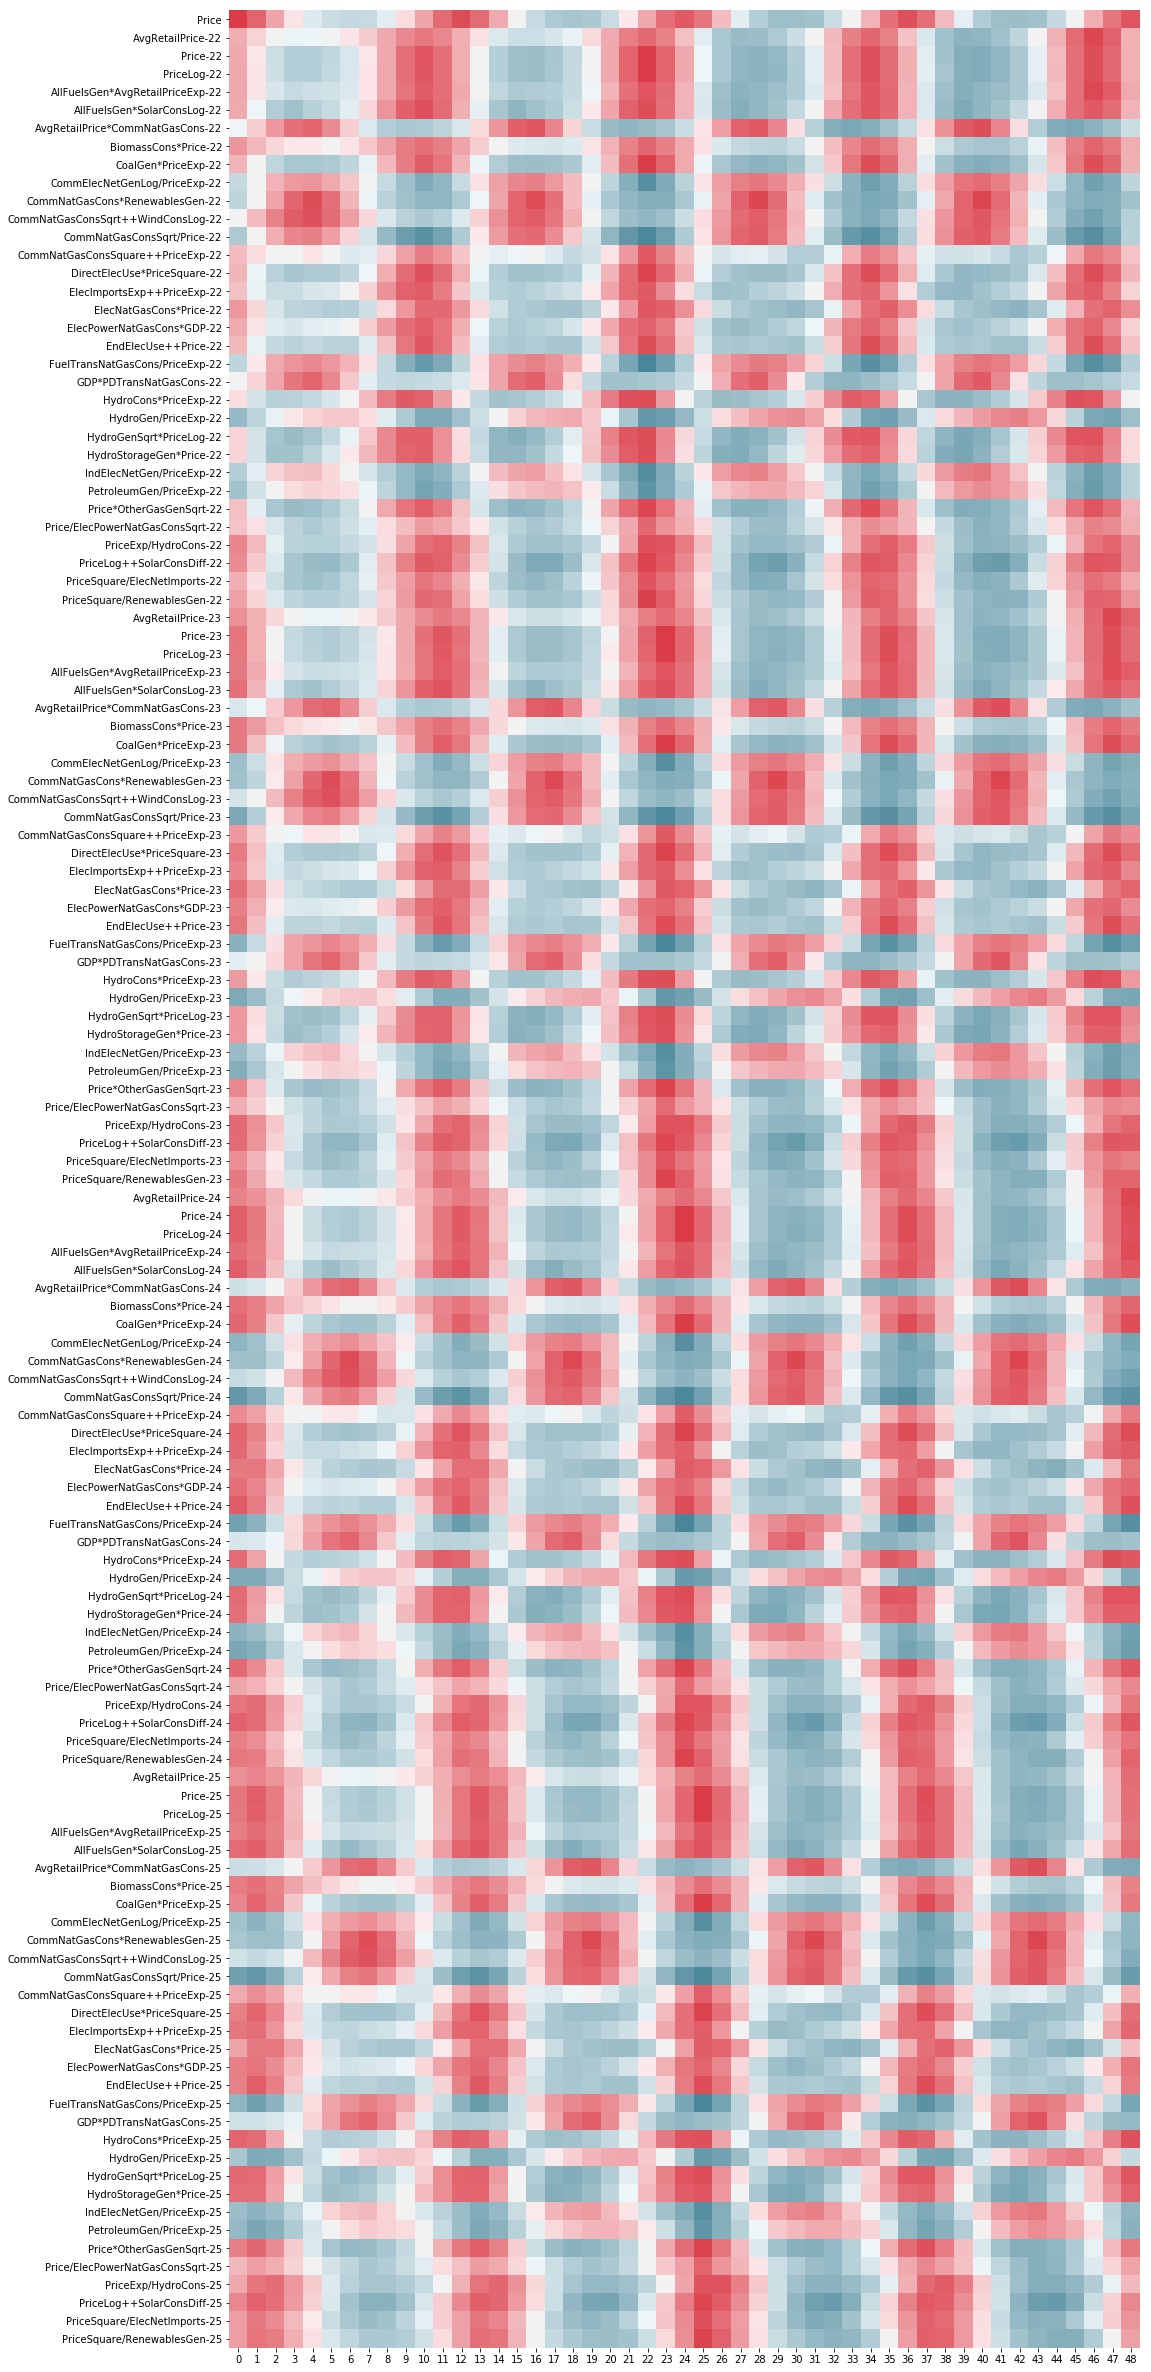 Price
AvgRetailPrice-22
Price-22
PriceLog-22
AllFuelsGen*AvgRetailPriceExp-22
AllFuelsGen*SolarConsLog-22
AvgRetailPrice*CommNatGasCons-22
BiomassCons*Price-22
CoalGen*PriceExp-22
CommElecNetGenLog/PriceExp-22
CommNatGasCons*RenewablesGen-22
CommNatGasConsSqrt++WindConsLog-22
CommNatGasConsSqrt/Price-22
CommNatGasConsSquare++PriceExp-22
DirectElecUse*PriceSquare-22
ElecImportsExp++PriceExp-22
ElecNatGasCons*Price-22
ElecPowerNatGasCons*GDP-22
EndElecUse++Price-22
FuelTransNatGasCons/PriceExp-22
GDP*PDTransNatGasCons-22
HydroCons*PriceExp-22
HydroGen/PriceExp-22
HydroGenSqrt*PriceLog-22
HydroStorageGen*Price-22
IndElecNetGen/PriceExp-22
PetroleumGen/PriceExp-22
Price*OtherGasGenSqrt-22
Price/ElecPowerNatGasConsSqrt-22
PriceExp/HydroCons-22
PriceLog++SolarConsDiff-22
PriceSquare/ElecNetImports-22
PriceSquare/RenewablesGen-22
AvgRetailPrice-23
Price-23
PriceLog-23
AllFuelsGen*AvgRetailPriceExp-23
AllFuelsGen*SolarConsLog-23
AvgRetailPrice*CommNatGasCons-23
BiomassCons*Price-23
CoalGen*PriceExp-23
CommElecNetGenLog/PriceExp-23
CommNatGasCons*RenewablesGen-23
CommNatGasConsSqrt++WindConsLog-23
CommNatGasConsSqrt/Price-23
CommNatGasConsSquare++PriceExp-23
DirectElecUse*PriceSquare-23
ElecImportsExp++PriceExp-23
ElecNatGasCons*Price-23
ElecPowerNatGasCons*GDP-23
EndElecUse++Price-23
FuelTransNatGasCons/PriceExp-23
GDP*PDTransNatGasCons-23
HydroCons*PriceExp-23
HydroGen/PriceExp-23
HydroGenSqrt*PriceLog-23
HydroStorageGen*Price-23
IndElecNetGen/PriceExp-23
PetroleumGen/PriceExp-23
Price*OtherGasGenSqrt-23
Price/ElecPowerNatGasConsSqrt-23
PriceExp/HydroCons-23
PriceLog++SolarConsDiff-23
PriceSquare/ElecNetImports-23
PriceSquare/RenewablesGen-23
AvgRetailPrice-24
Price-24
PriceLog-24
AllFuelsGen*AvgRetailPriceExp-24
AllFuelsGen*SolarConsLog-24
AvgRetailPrice*CommNatGasCons-24
BiomassCons*Price-24
CoalGen*PriceExp-24
CommElecNetGenLog/PriceExp-24
CommNatGasCons*RenewablesGen-24
CommNatGasConsSqrt++WindConsLog-24
CommNatGasConsSqrt/Price-24
CommNatGasConsSquare++PriceExp-24
DirectElecUse*PriceSquare-24
ElecImportsExp++PriceExp-24
ElecNatGasCons*Price-24
ElecPowerNatGasCons*GDP-24
EndElecUse++Price-24
FuelTransNatGasCons/PriceExp-24
GDP*PDTransNatGasCons-24
HydroCons*PriceExp-24
HydroGen/PriceExp-24
HydroGenSqrt*PriceLog-24
HydroStorageGen*Price-24
IndElecNetGen/PriceExp-24
PetroleumGen/PriceExp-24
Price*OtherGasGenSqrt-24
Price/ElecPowerNatGasConsSqrt-24
PriceExp/HydroCons-24
PriceLog++SolarConsDiff-24
PriceSquare/ElecNetImports-24
PriceSquare/RenewablesGen-24
AvgRetailPrice-25
Price-25
PriceLog-25
AllFuelsGen*AvgRetailPriceExp-25
AllFuelsGen*SolarConsLog-25
AvgRetailPrice*CommNatGasCons-25
BiomassCons*Price-25
CoalGen*PriceExp-25
CommElecNetGenLog/PriceExp-25
CommNatGasCons*RenewablesGen-25
CommNatGasConsSqrt++WindConsLog-25
CommNatGasConsSqrt/Price-25
CommNatGasConsSquare++PriceExp-25
DirectElecUse*PriceSquare-25
ElecImportsExp++PriceExp-25
ElecNatGasCons*Price-25
ElecPowerNatGasCons*GDP-25
EndElecUse++Price-25
FuelTransNatGasCons/PriceExp-25
GDP*PDTransNatGasCons-25
HydroCons*PriceExp-25
HydroGen/PriceExp-25
HydroGenSqrt*PriceLog-25
HydroStorageGen*Price-25
IndElecNetGen/PriceExp-25
PetroleumGen/PriceExp-25
Price*OtherGasGenSqrt-25
Price/ElecPowerNatGasConsSqrt-25
PriceExp/HydroCons-25
PriceLog++SolarConsDiff-25
PriceSquare/ElecNetImports-25
PriceSquare/RenewablesGen-25
0 1 2 3 4 5 6 7 8 9 10 11 12 13 14 15 16 17 18 19 20 21 22 23 24 25 26 27 28 29 30 31 32 33 34 35 36 37 38 39 40 41 42 43 44 45 46 47 48